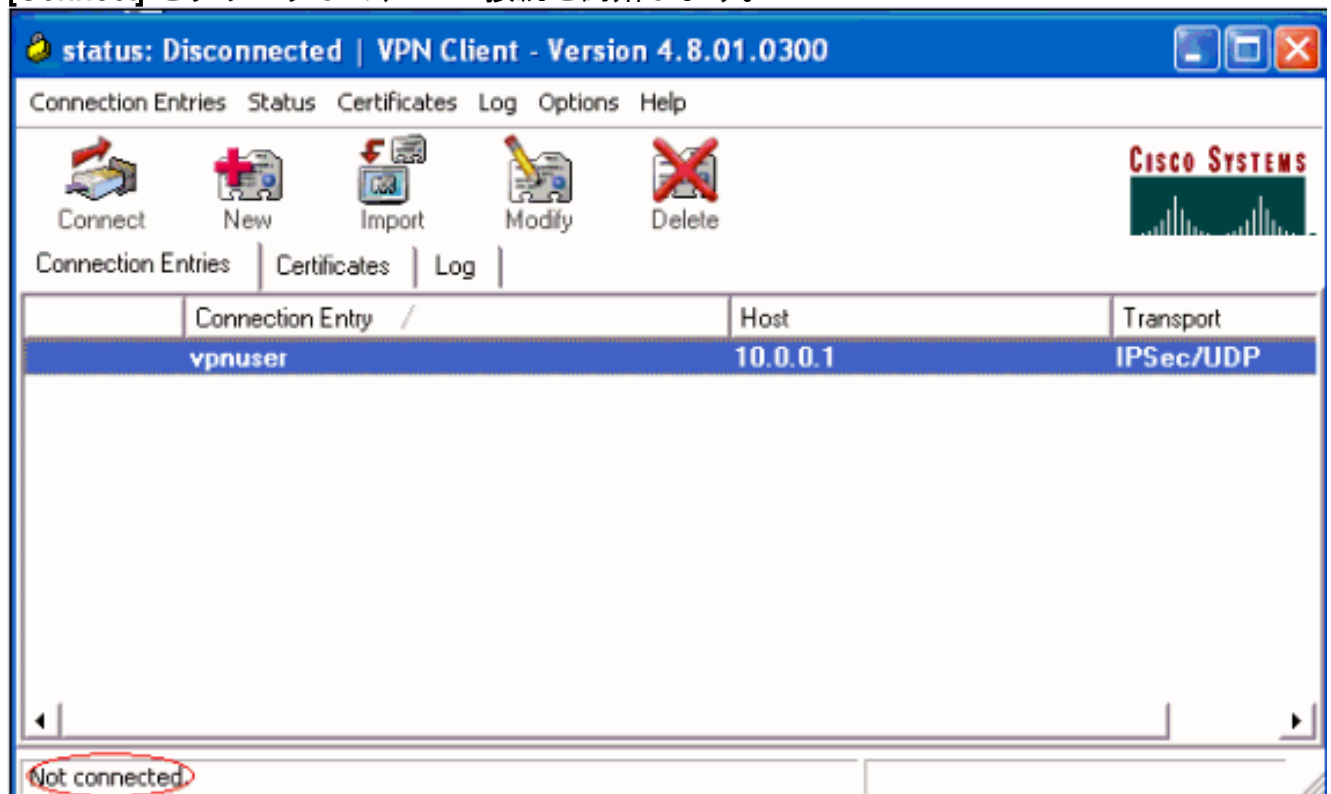 status: Disconnected | VPN Client - Version 4.8.01.0300
Connection Entries Status Certificates Log Options Help
Connect New Import Modify Delete
CISCO SYSTEMS
Connection Entries Certificates Log
Connection Entry Host Transport
vpnuser 10.0.0.1 IPSec/UDP
Not connected.